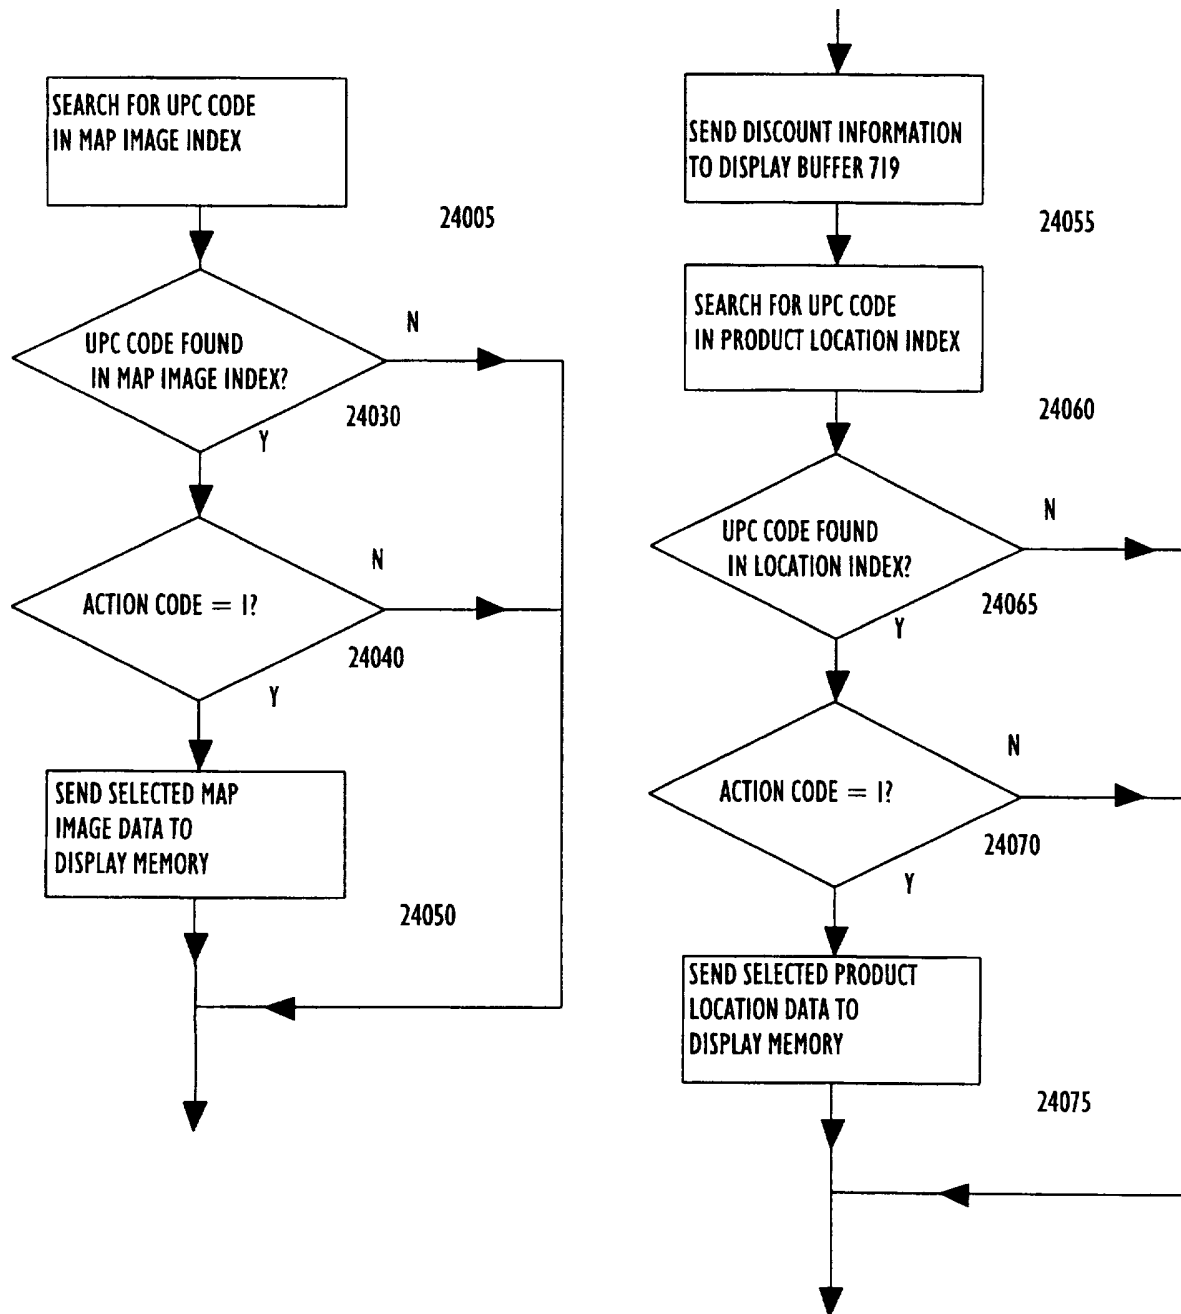 SEARCH FOR UPC CODE
IN MAP IMAGE INDEX
24005
UPC CODE FOUND
IN MAP IMAGE INDEX?
N
24030
Y
ACTION CODE = 1?
N
24040
Y
SEND SELECTED MAP
IMAGE DATA TO
DISPLAY MEMORY
24050
SEND DISCOUNT INFORMATION
TO DISPLAY BUFFER 719
24055
SEARCH FOR UPC CODE
IN PRODUCT LOCATION INDEX
24060
UPC CODE FOUND
IN LOCATION INDEX?
N
24065
Y
ACTION CODE = 1?
N
24070
Y
SEND SELECTED PRODUCT
LOCATION DATA TO
DISPLAY MEMORY
24075